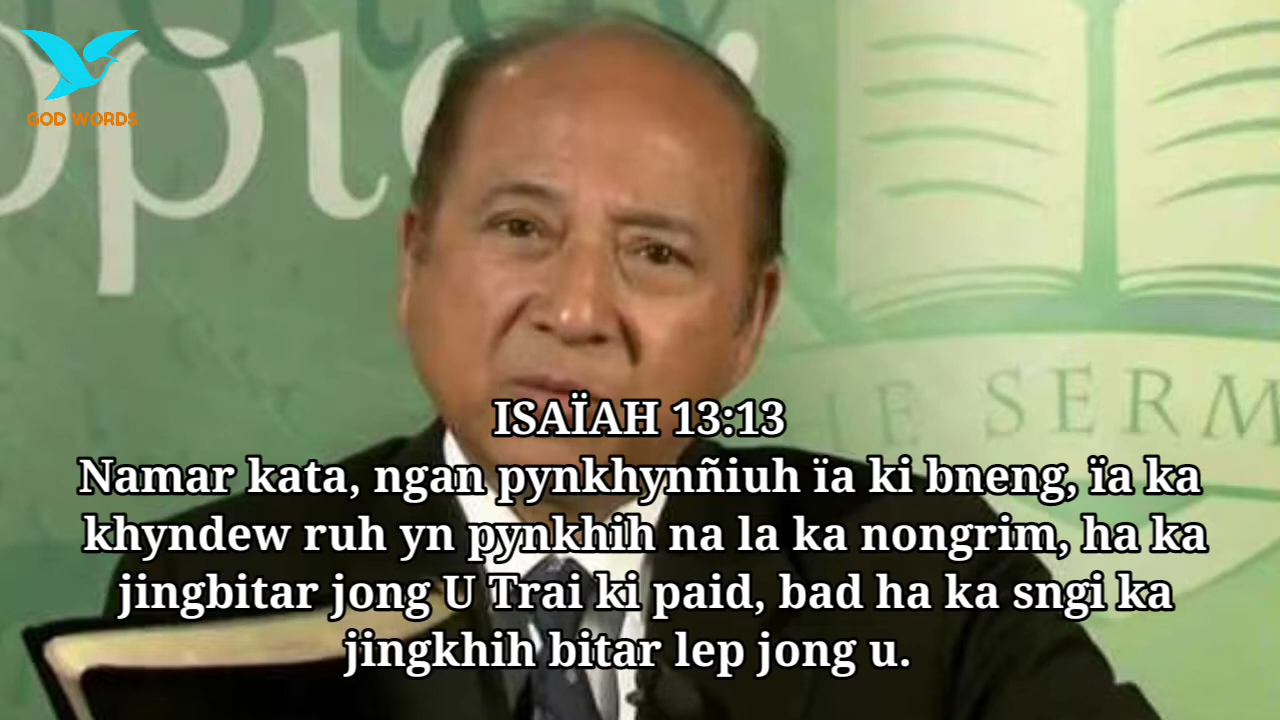 GOD WORDS
THE SERM
ISAÏAH 13:13
Namar kata, ngan pynkhynñiuh ïa ki bneng, ïa ka
khyndew ruh yn pynkhih na la ka nongrim, ha ka
jingbitar jong U Trai ki paid, bad ha ka sngi ka
jingkhih bitar lep jong u.